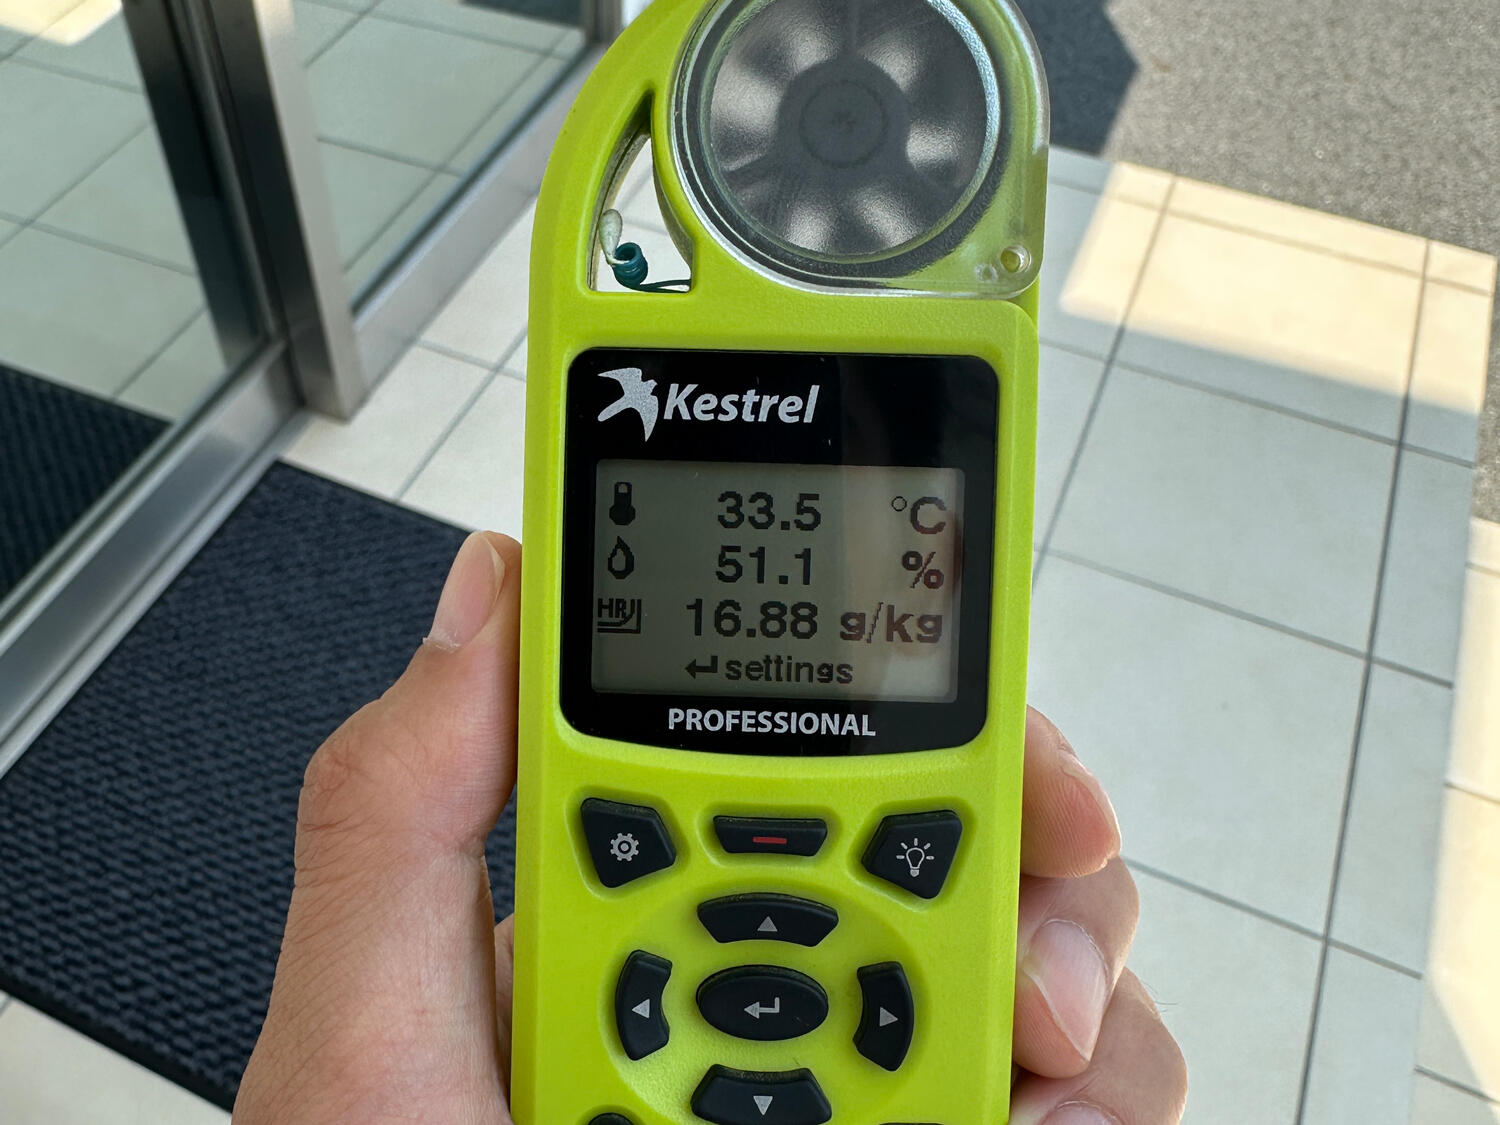 Kestrel
33.5 °C
51.1 %
HR 16.88 g/kg
↵ settings
PROFESSIONAL